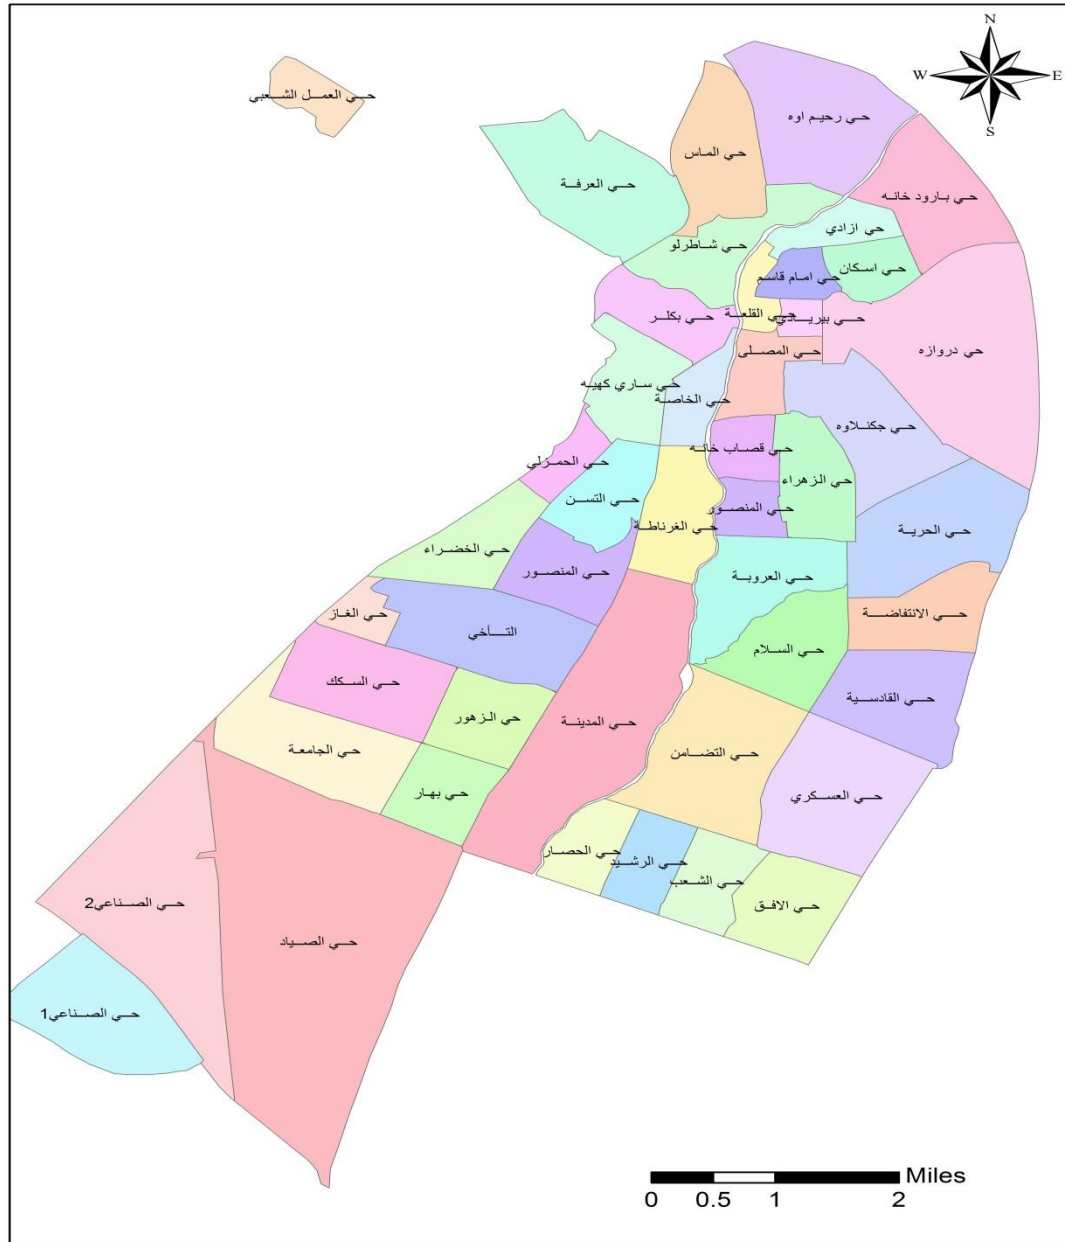 N
W
E
S
حي العمل الشعبي
حي رحيم اوه
حي الماس
حي العرفة
حي بارود خانه
حي ازادي
حي شاطرلو
حي اسكان
حي امام قاسم
حي القلعة
حي بيريادي
حي بكلر
حي دروازه
حي المصلى
حي ساري كهيه
حي الخاصة
حي جكنلاوه
حي قصاب خانه
حي الحمزلي
حي الزهراء
حي التسن
حي المنصور
حي الغرناطة
حي الحرية
حي الخضراء
حي المنصور
حي العروبة
حي الغاز
حي الانتفاضة
التأخي
حي السلام
حي السكك
حي القادسية
حي الزهور
حي المدينة
حي الجامعة
حي التضامن
حي بهار
حي العسكري
حي الحصار
حي الرشيد
حي الشعب
حي الافق
حي الصناعي2
حي الصياد
حي الصناعي1
Miles
0 0.5 1 2